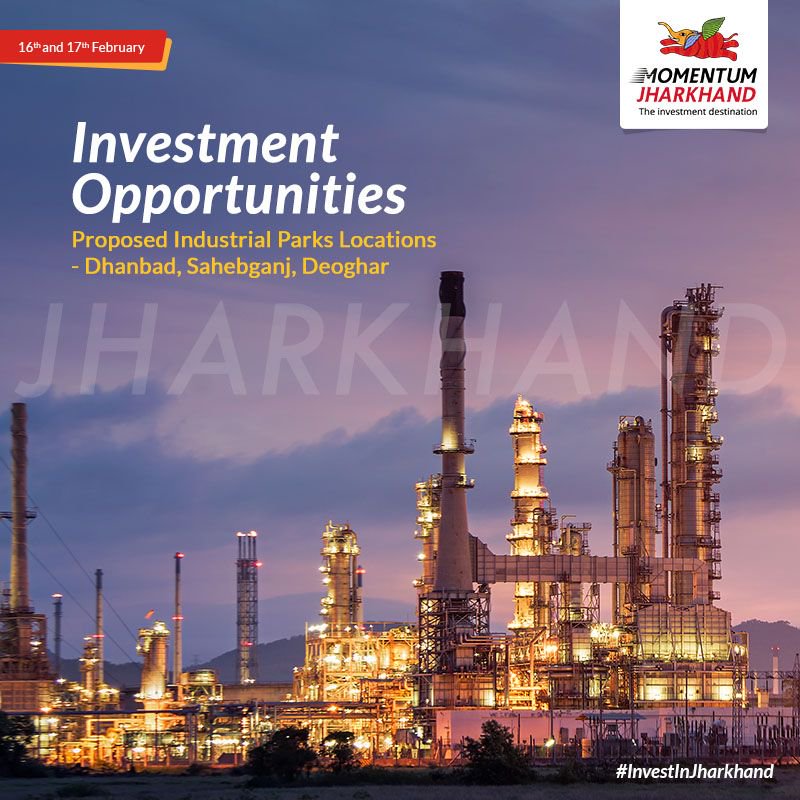 16th and 17th February
MOMENTUM
JHARKHAND
The investment destination
Investment
Opportunities
Proposed Industrial Parks Locations
- Dhanbad, Sahebganj, Deoghar
JHARKHAND
#InvestInJharkhand